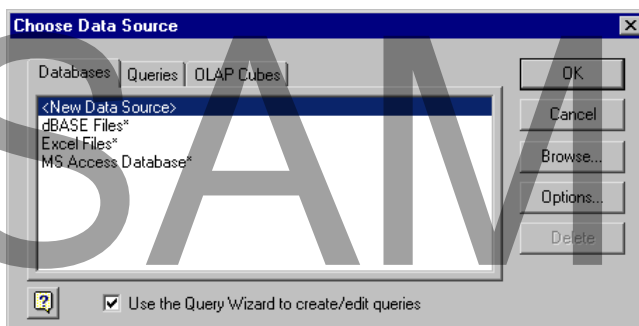 Choose Data Source
Databases
Queries
OLAP Cubes
<New Data Source>
dBASE Files*
Excel Files*
MS Access Database*
OK
Cancel
Browse...
Options...
Delete
Use the Query Wizard to create/edit queries
SAM